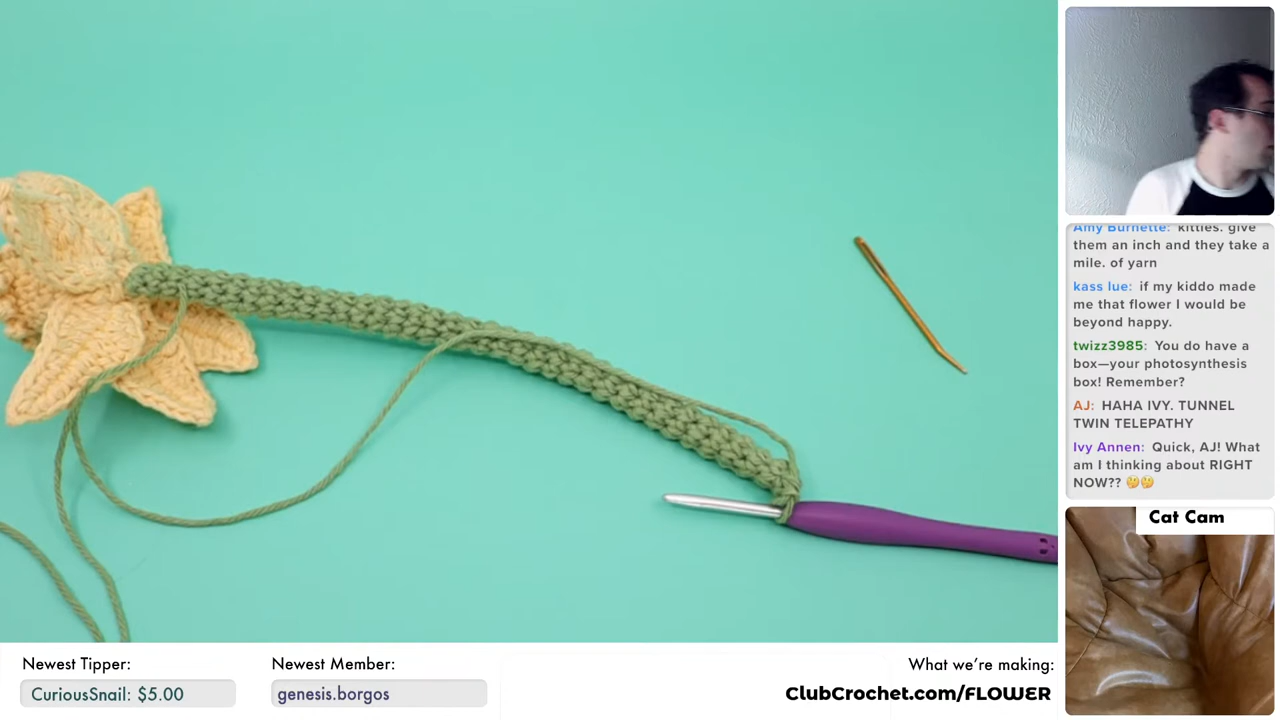 Amy Burnette: kitties. give
them an inch and they take a
mile. of yarn
kass lue: if my kiddo made
me that flower I would be
beyond happy.
twizz3985: You do have a
box—your photosynthesis
box! Remember?
AJ: HAHA IVY. TUNNEL
TWIN TELEPATHY
Ivy Annen: Quick, AJ! What
am I thinking about RIGHT
NOW?? 🤔🤔
Cat Cam
Newest Tipper:
CuriousSnail: $5.00
Newest Member:
genesis.borgos
What we're making:
ClubCrochet.com/FLOWER